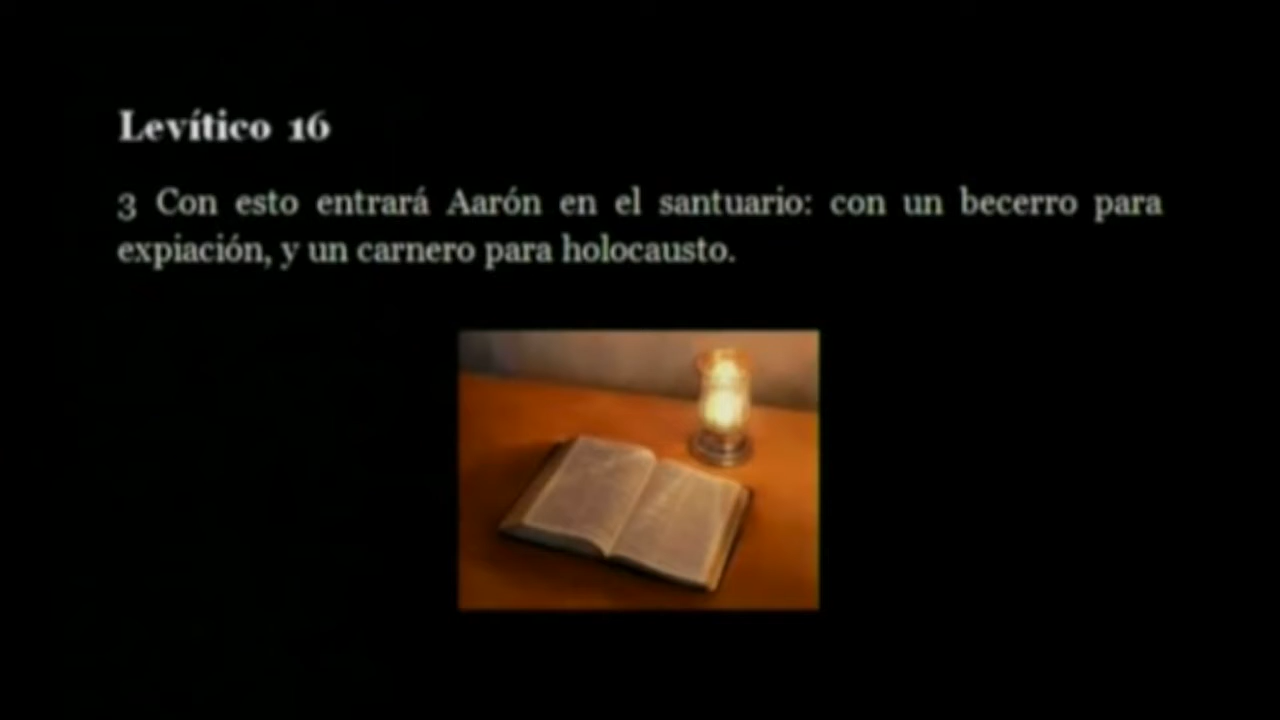 Levítico 16
3 Con esto entrará Aarón en el santuario: con un becerro para
expiación, y un carnero para holocausto.